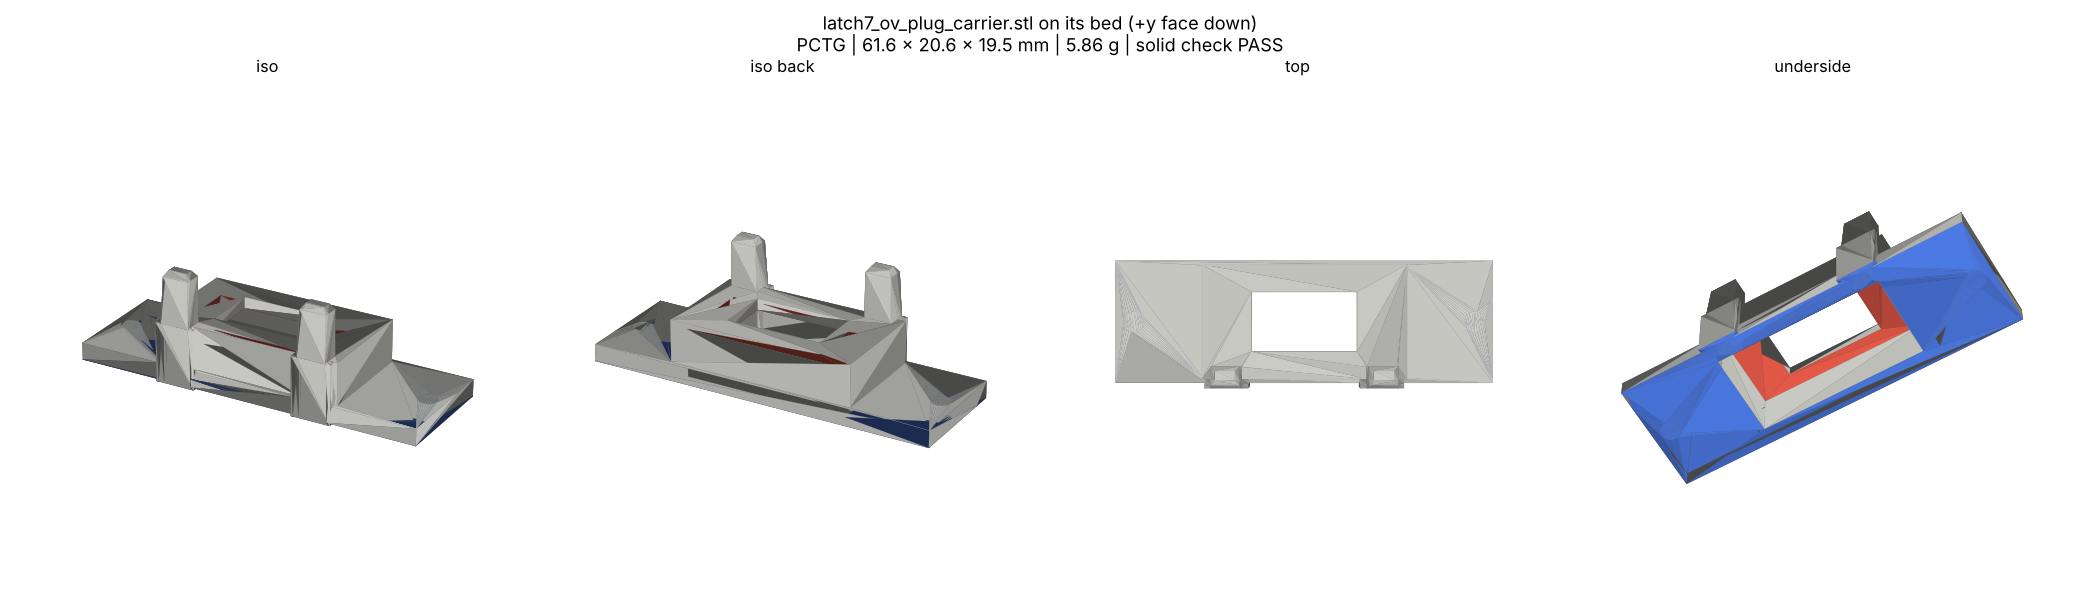 latch7_ov_plug_carrier.stl on its bed (+y face down)
PCTG | 61.6 × 20.6 × 19.5 mm | 5.86 g | solid check PASS
iso
iso back
top
underside